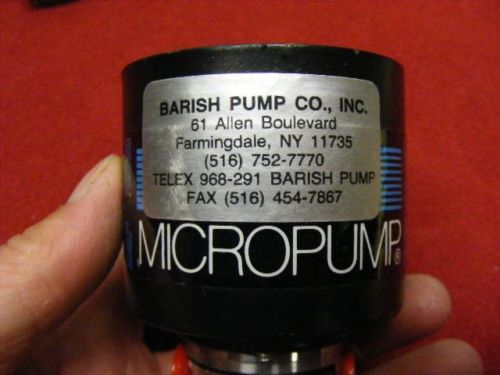 BARISH PUMP CO., INC.
61 Allen Boulevard
Farmingdale, NY 11735
(516) 752-7770
TELEX 968-291 BARISH PUMP
FAX (516) 454-7867
MICROPUMP®